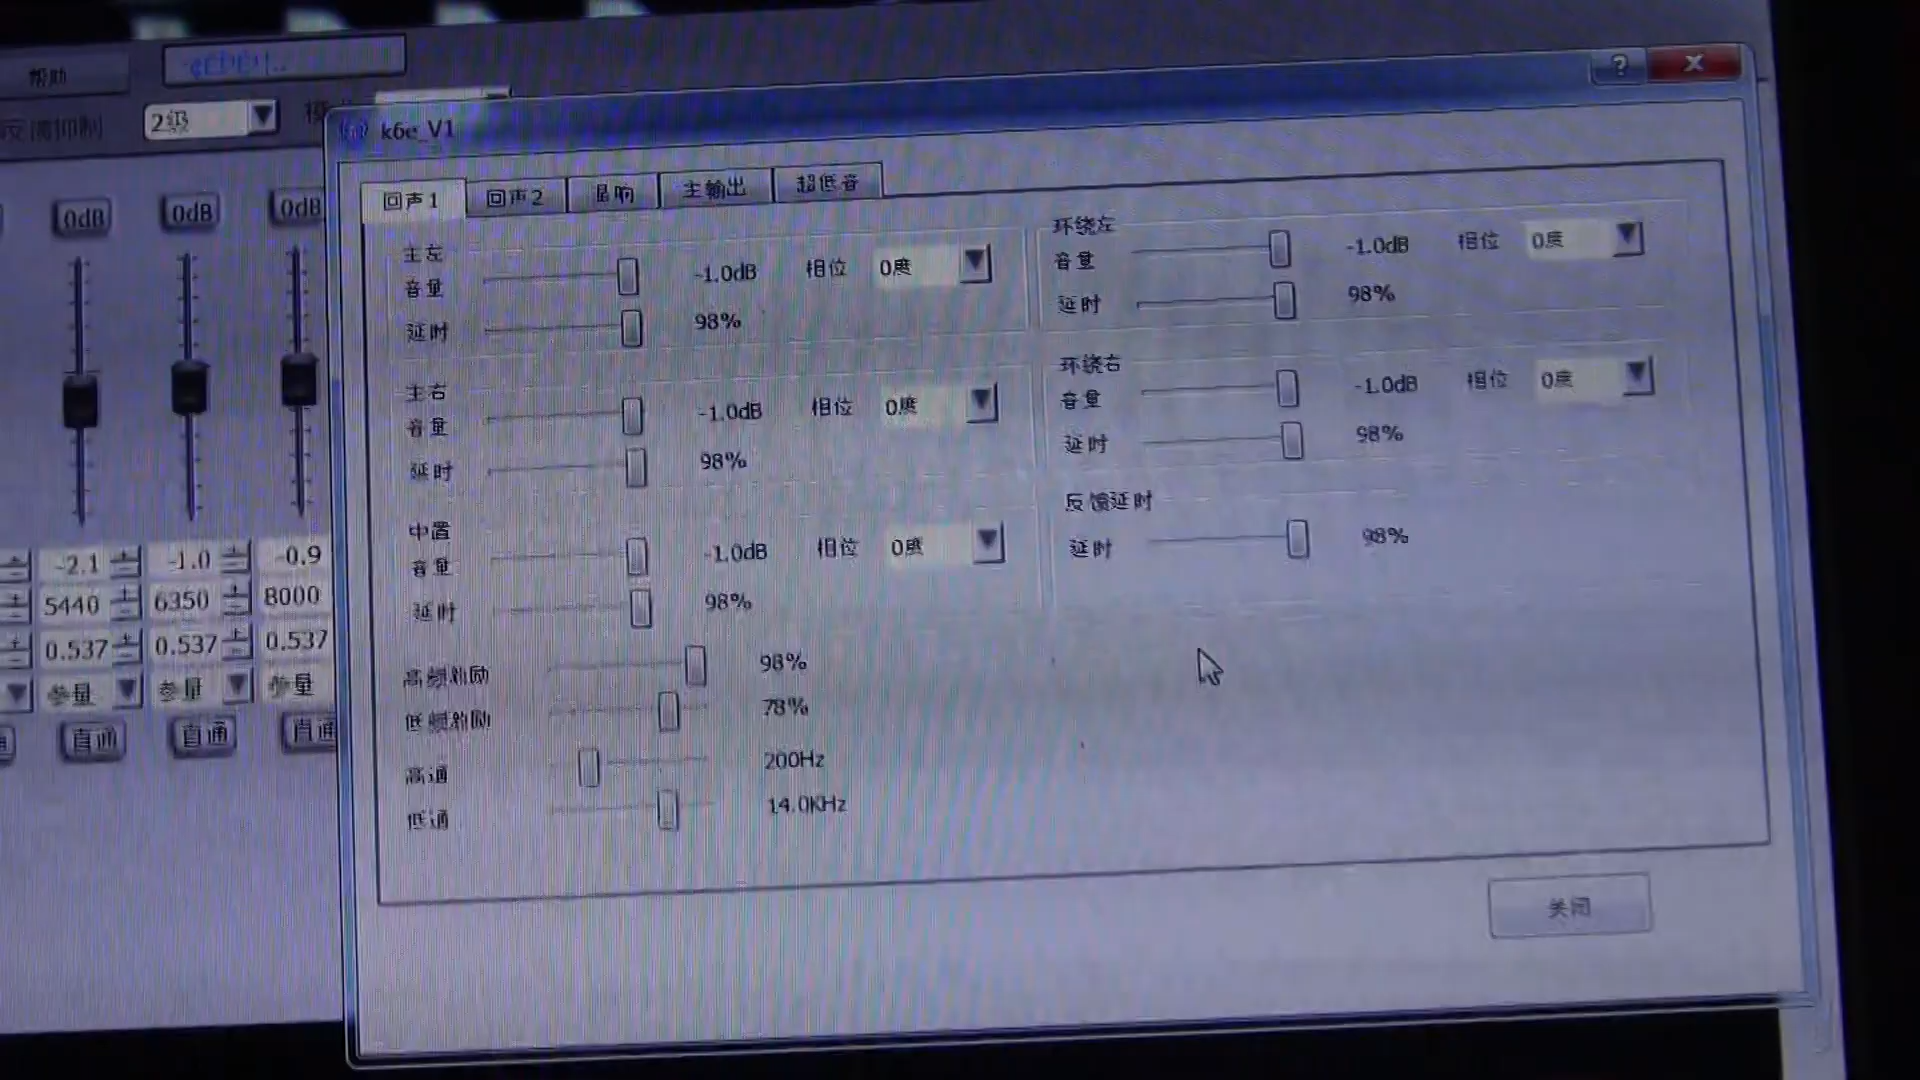 帮助
反馈抑制 2级
k6e_V1
回声1 回声2 混响 主输出 超低音
0dB 0dB 0dB
主左
音量 -1.0dB 相位 0度
延时 98%
主右
音量 -1.0dB 相位 0度
延时 98%
中置
音量 -1.0dB 相位 0度
延时 98%
高频激励 98%
低频激励 78%
高通 200Hz
低通 14.0KHz
环绕左
音量 -1.0dB 相位 0度
延时 98%
环绕右
音量 -1.0dB 相位 0度
延时 98%
反馈延时
延时 98%
-2.1 -1.0 -0.9
5440 6350 8000
0.537 0.537 0.537
参量 参量 参量
直通 直通 直通
关闭